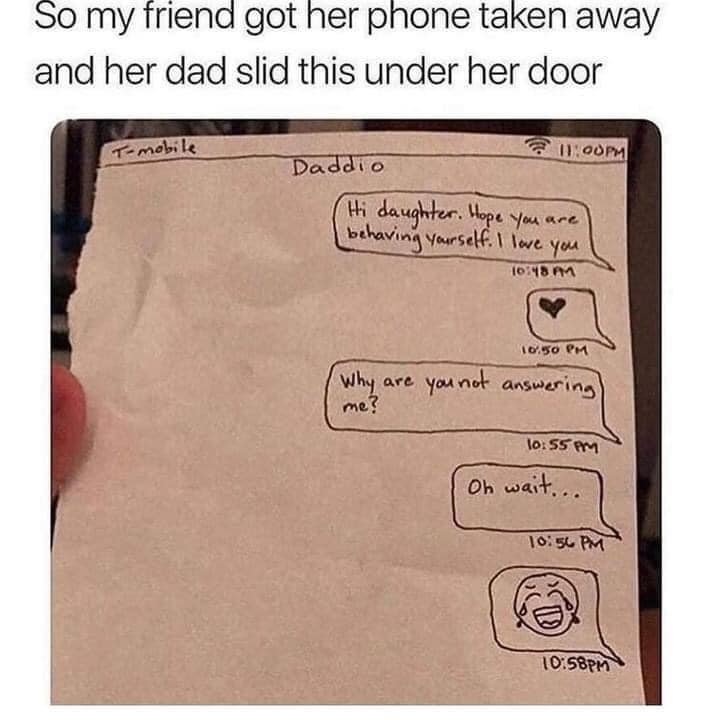 So my friend got her phone taken away
and her dad slid this under her door
T-mobile 11:00PM
Daddio
Hi daughter. Hope you are
behaving yourself. I love you
10:48 PM
10:50 PM
Why are you not answering
me?
10:55 PM
Oh wait...
10:56 PM
10:58PM